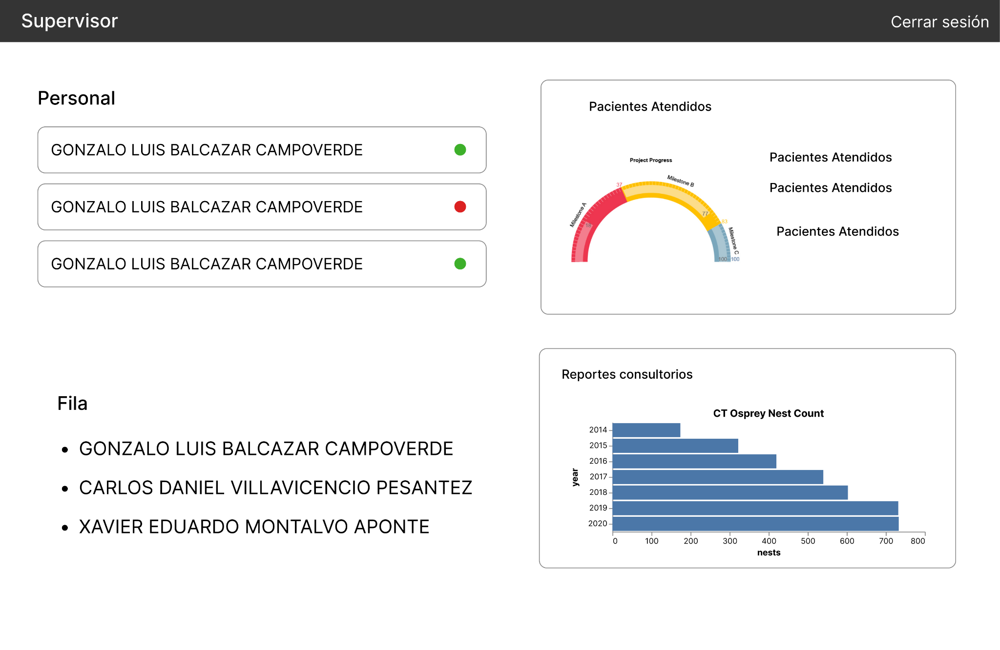 Supervisor
Cerrar sesión
Personal
GONZALO LUIS BALCAZAR CAMPOVERDE
GONZALO LUIS BALCAZAR CAMPOVERDE
GONZALO LUIS BALCAZAR CAMPOVERDE
Fila
• GONZALO LUIS BALCAZAR CAMPOVERDE
• CARLOS DANIEL VILLAVICENCIO PESANTEZ
• XAVIER EDUARDO MONTALVO APONTE
Pacientes Atendidos
Project Progress
Milestone A
18
37
Milestone B
77
83
Milestone C
100
100
Pacientes Atendidos
Pacientes Atendidos
Pacientes Atendidos
Reportes consultorios
CT Osprey Nest Count
year
2014
2015
2016
2017
2018
2019
2020
0 100 200 300 400 500 600 700 800
nests